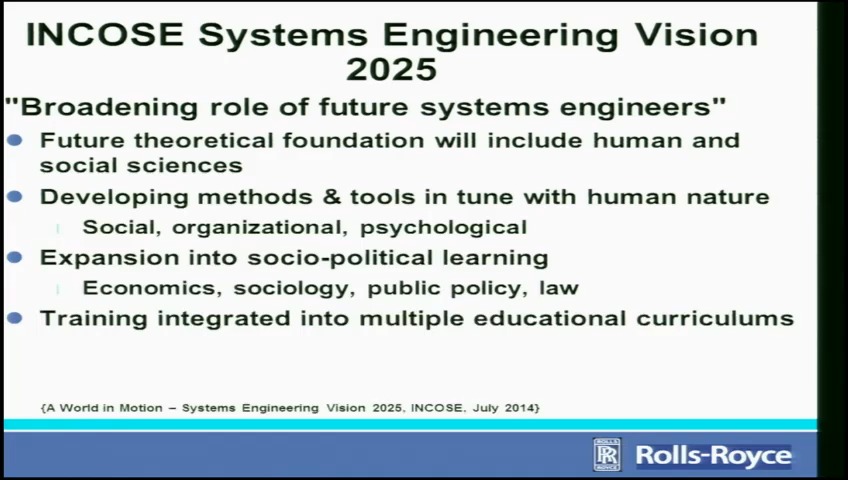 INCOSE Systems Engineering Vision
2025
"Broadening role of future systems engineers"
Future theoretical foundation will include human and
social sciences
Developing methods & tools in tune with human nature
Social, organizational, psychological
Expansion into socio-political learning
Economics, sociology, public policy, law
Training integrated into multiple educational curriculums
{A World in Motion – Systems Engineering Vision 2025, INCOSE, July 2014}
ROLLS
RR
ROYCE
Rolls-Royce